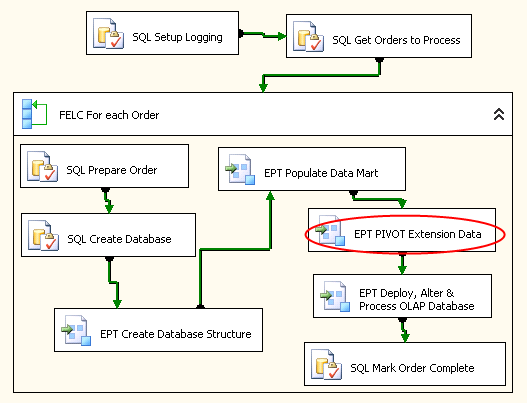 SQL Setup Logging
SQL Get Orders to Process
FELC For each Order
SQL Prepare Order
SQL Create Database
EPT Create Database Structure
EPT Populate Data Mart
EPT PIVOT Extension Data
EPT Deploy, Alter &
Process OLAP Database
SQL Mark Order Complete